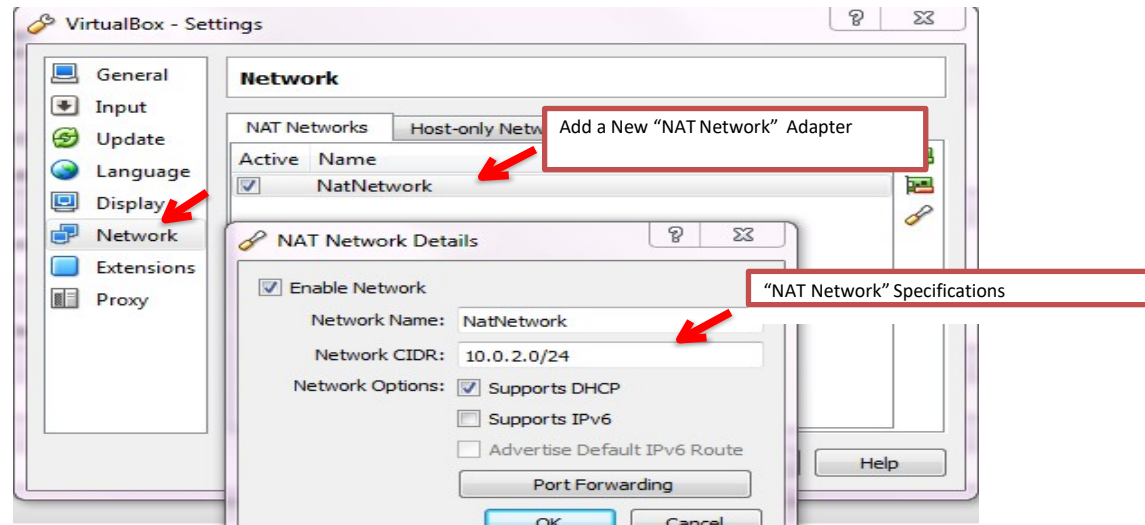 VirtualBox - Settings
General
Input
Update
Language
Display
Network
Extensions
Proxy
Network
NAT Networks
Host-only Netw
Add a New “NAT Network” Adapter
Active Name
NatNetwork
NAT Network Details
Enable Network
“NAT Network” Specifications
Network Name: NatNetwork
Network CIDR: 10.0.2.0/24
Network Options: Supports DHCP
Supports IPv6
Advertise Default IPv6 Route
Port Forwarding
OK
Cancel
Help